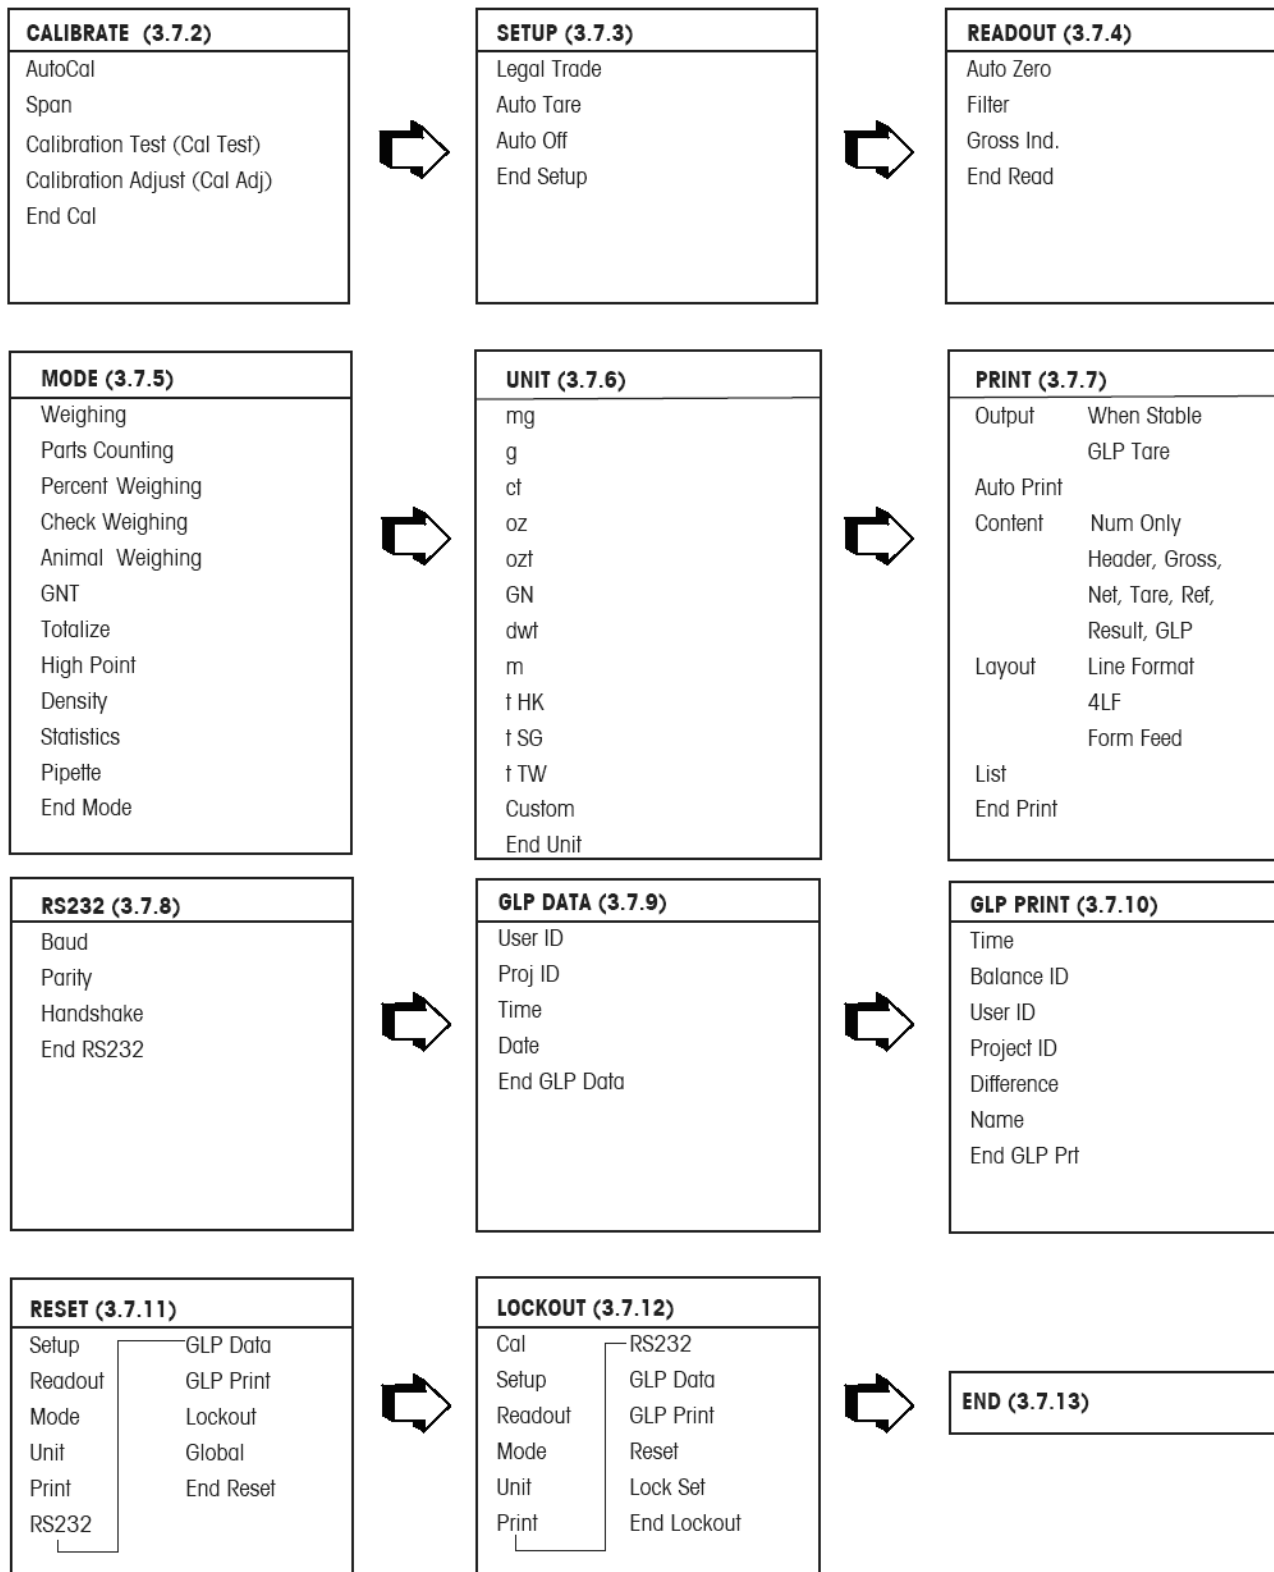 CALIBRATE (3.7.2)
AutoCal
Span
Calibration Test (Cal Test)
Calibration Adjust (Cal Adj)
End Cal
SETUP (3.7.3)
Legal Trade
Auto Tare
Auto Off
End Setup
READOUT (3.7.4)
Auto Zero
Filter
Gross Ind.
End Read
MODE (3.7.5)
Weighing
Parts Counting
Percent Weighing
Check Weighing
Animal Weighing
GNT
Totalize
High Point
Density
Statistics
Pipette
End Mode
UNIT (3.7.6)
mg
g
ct
oz
ozt
GN
dwt
m
t HK
t SG
t TW
Custom
End Unit
PRINT (3.7.7)
Output When Stable
GLP Tare
Auto Print
Content Num Only
Header, Gross,
Net, Tare, Ref,
Result, GLP
Layout Line Format
4LF
Form Feed
List
End Print
RS232 (3.7.8)
Baud
Parity
Handshake
End RS232
GLP DATA (3.7.9)
User ID
Proj ID
Time
Date
End GLP Data
GLP PRINT (3.7.10)
Time
Balance ID
User ID
Project ID
Difference
Name
End GLP Prt
RESET (3.7.11)
Setup
Readout
Mode
Unit
Print
RS232
GLP Data
GLP Print
Lockout
Global
End Reset
LOCKOUT (3.7.12)
Cal
Setup
Readout
Mode
Unit
Print
RS232
GLP Data
GLP Print
Reset
Lock Set
End Lockout
END (3.7.13)